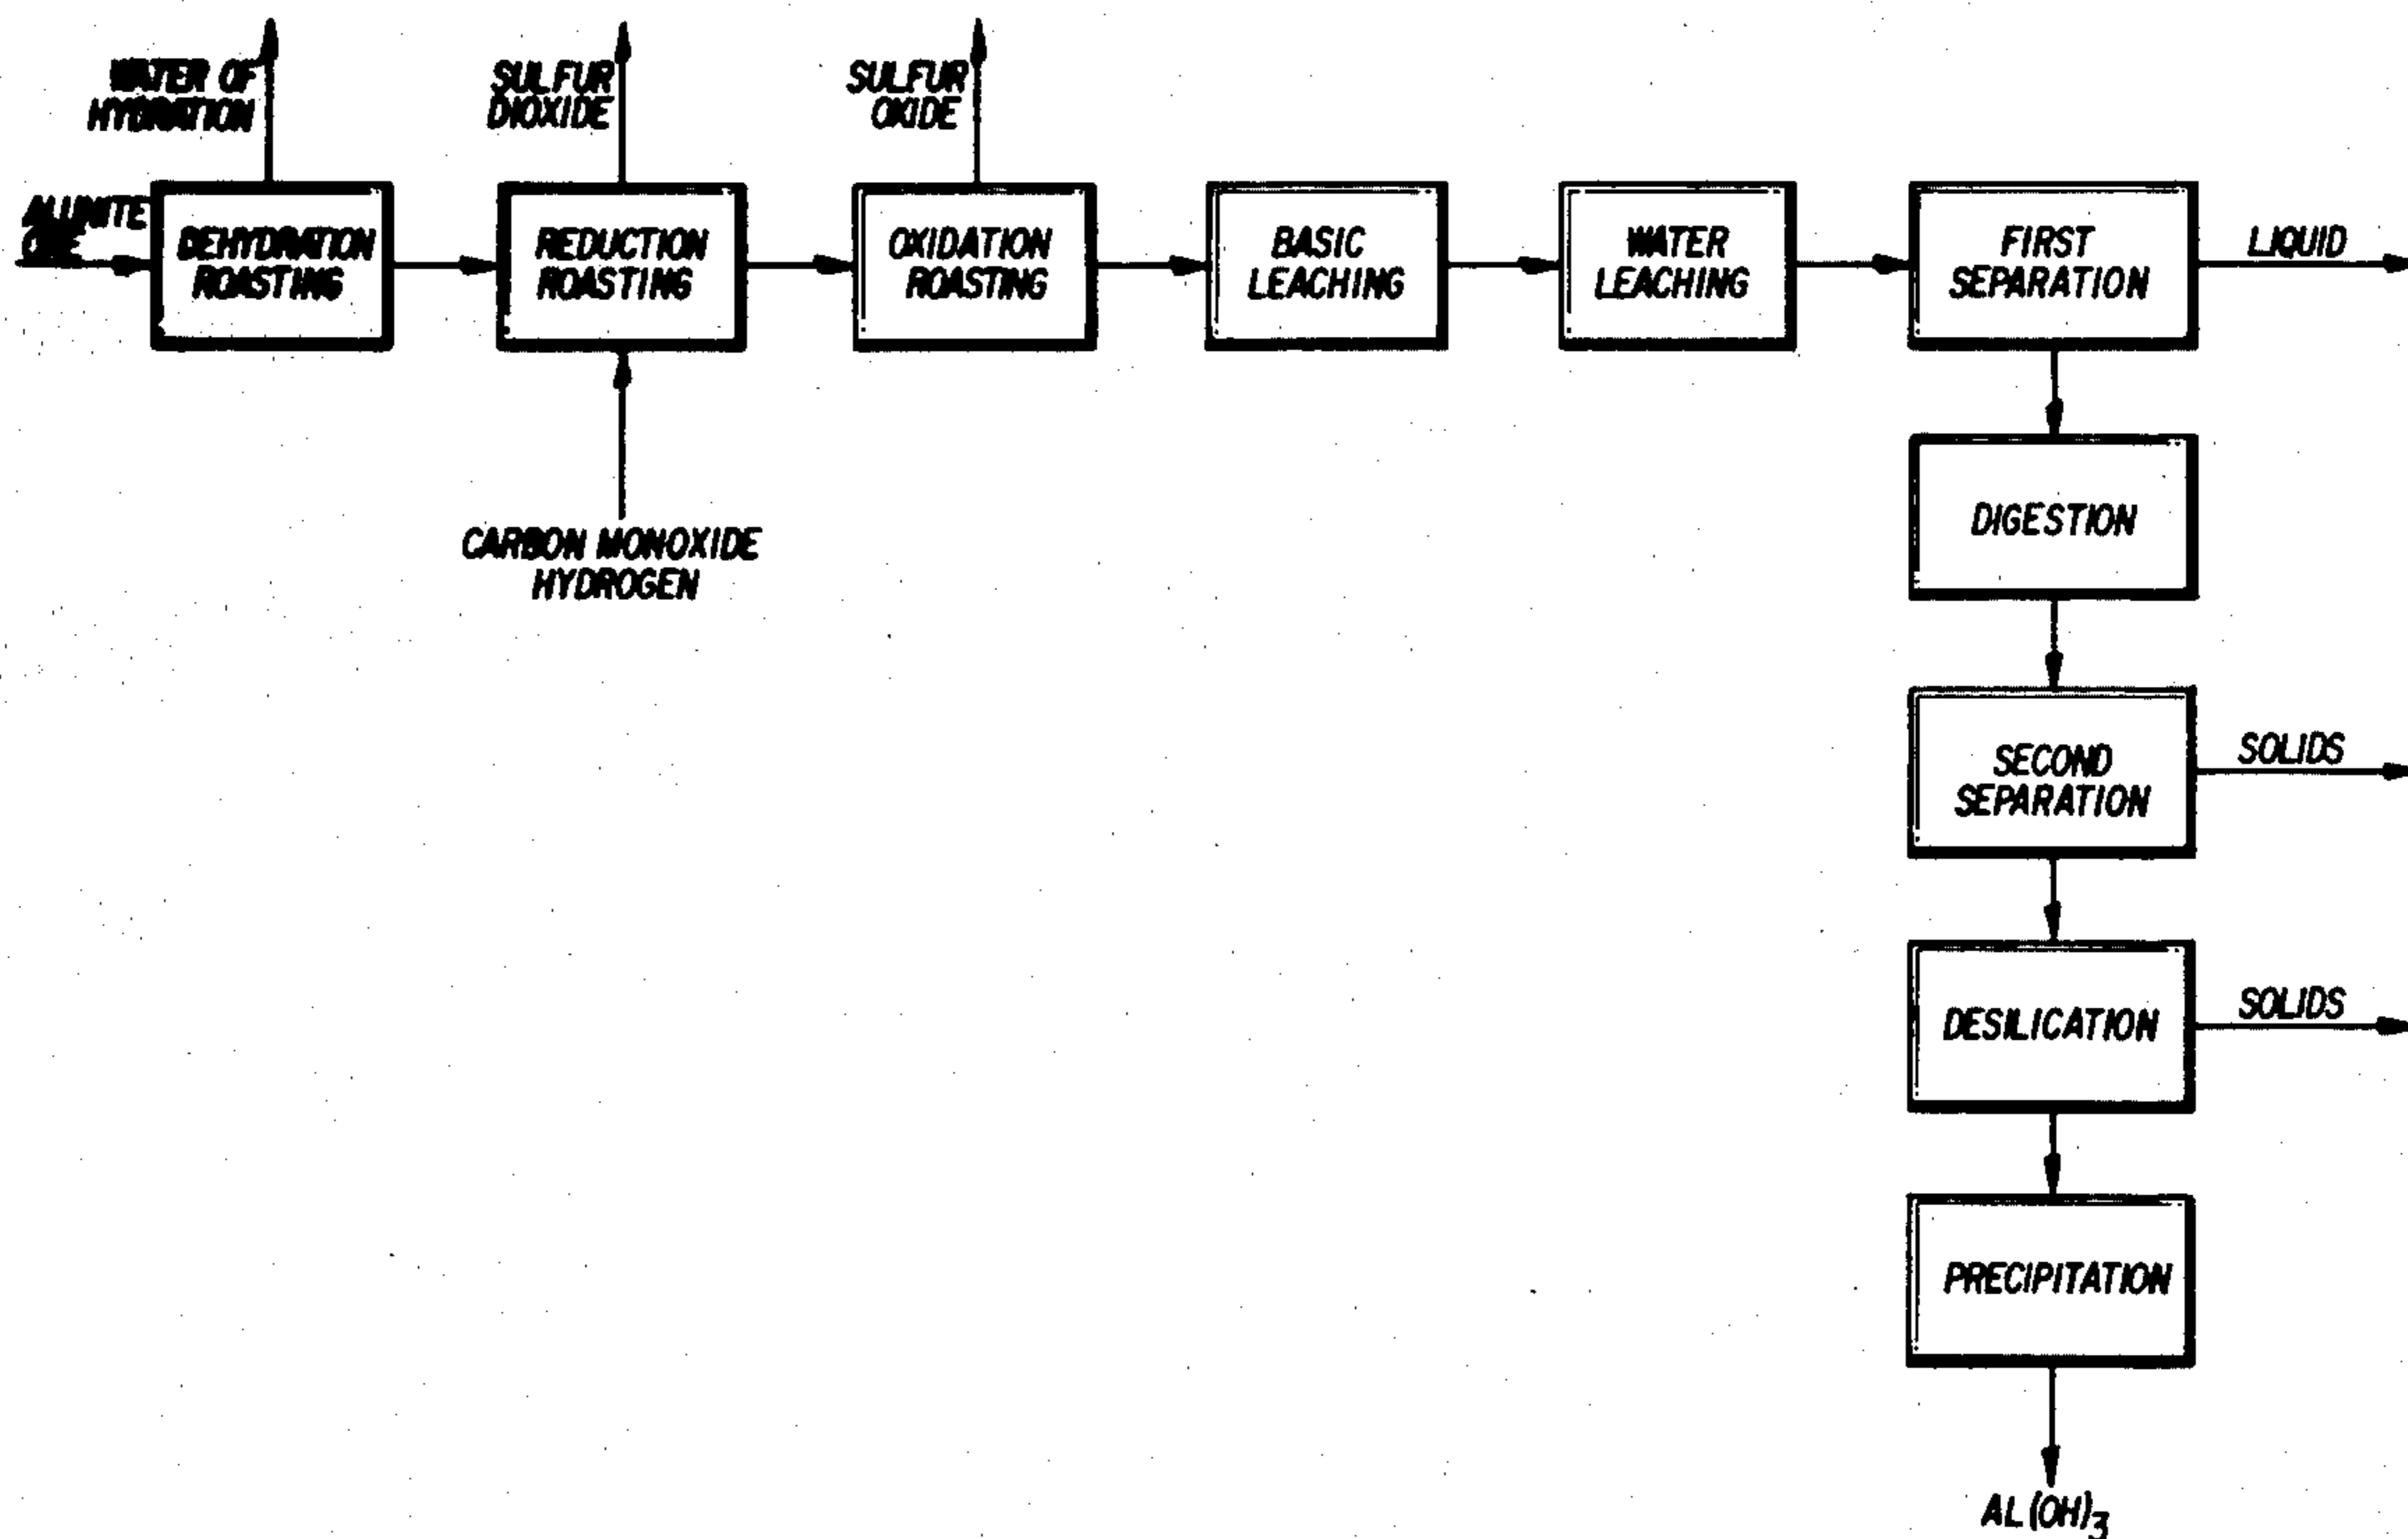 WATER OF
HYDRATION
SULFUR
DIOXIDE
SULFUR
OXIDE
ALUNITE
ORE
DEHYDRATION
ROASTING
REDUCTION
ROASTING
OXIDATION
ROASTING
BASIC
LEACHING
WATER
LEACHING
FIRST
SEPARATION
LIQUID
CARBON MONOXIDE
HYDROGEN
DIGESTION
SECOND
SEPARATION
SOLIDS
DESILICATION
SOLIDS
PRECIPITATION
AL(OH)₃